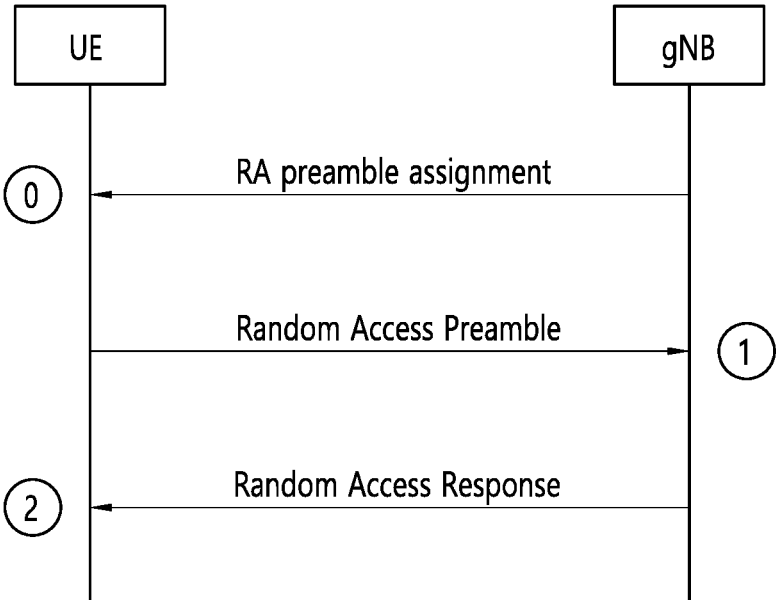 UE
gNB
RA preamble assignment
0
Random Access Preamble
1
Random Access Response
2